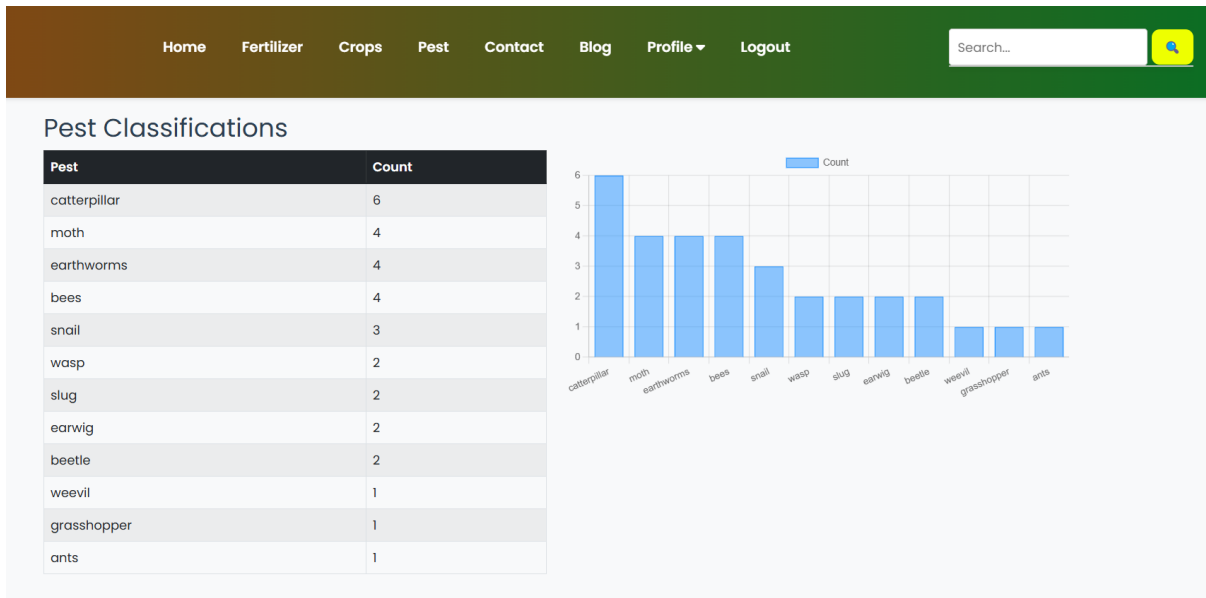 Home Fertilizer Crops Pest Contact Blog Profile Logout Search...
Pest Classifications
Pest Count
catterpillar 6
moth 4
earthworms 4
bees 4
snail 3
wasp 2
slug 2
earwig 2
beetle 2
weevil 1
grasshopper 1
ants 1
Count
6
5
4
3
2
1
0
catterpillar moth earthworms bees snail wasp slug earwig beetle weevil grasshopper ants